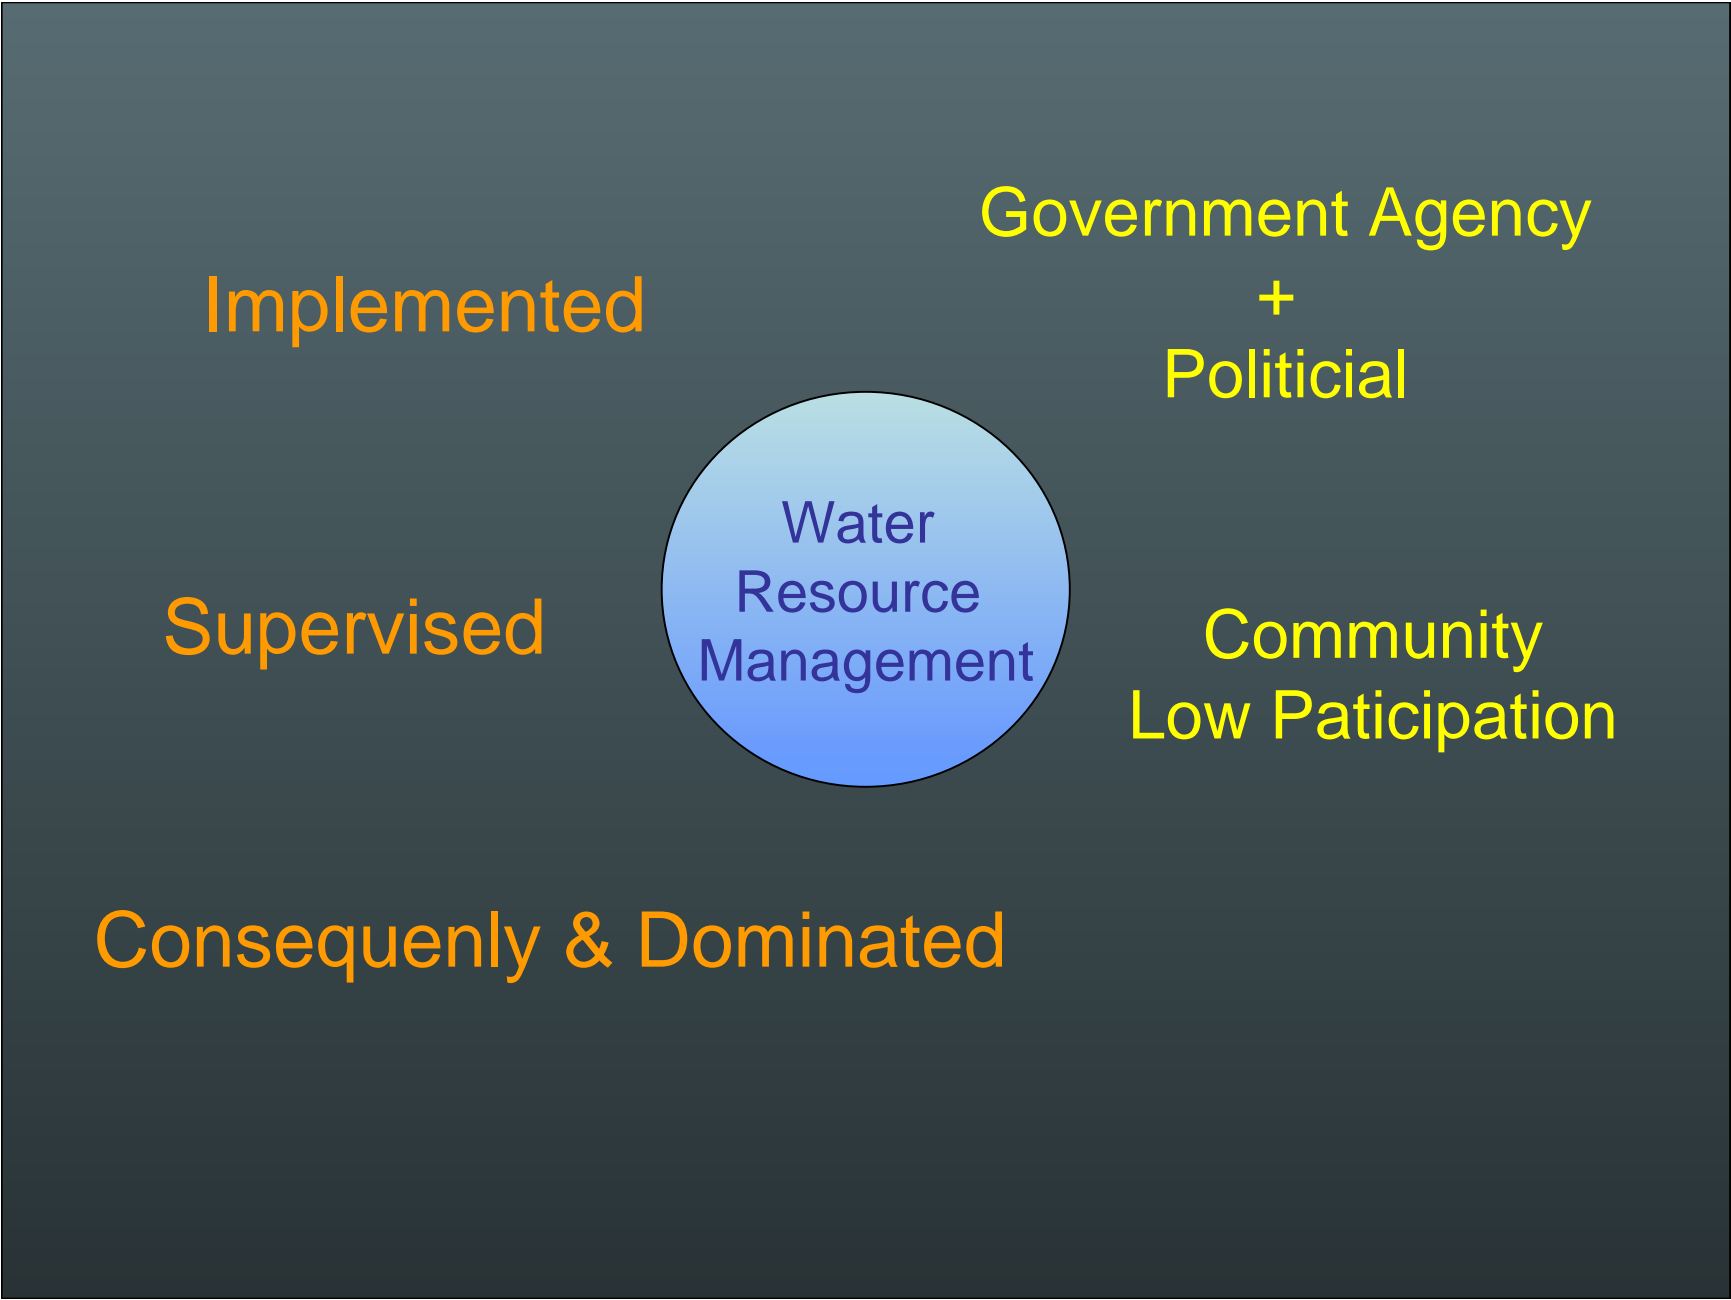 Government Agency
+
Politicial
Implemented
Water
Resource
Management
Supervised
Community
Low Paticipation
Consequenly & Dominated